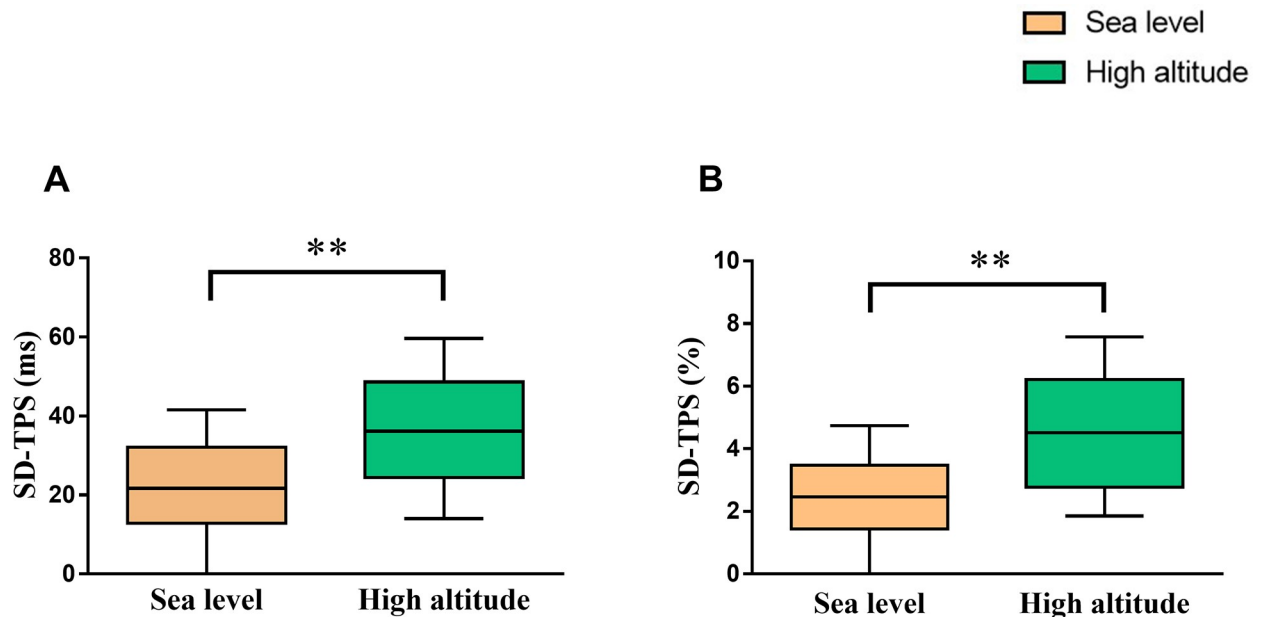 Sea level
High altitude
A
**
SD-TPS (ms)
80
60
40
20
0
Sea level
High altitude
B
**
SD-TPS (%)
10
8
6
4
2
0
Sea level
High altitude